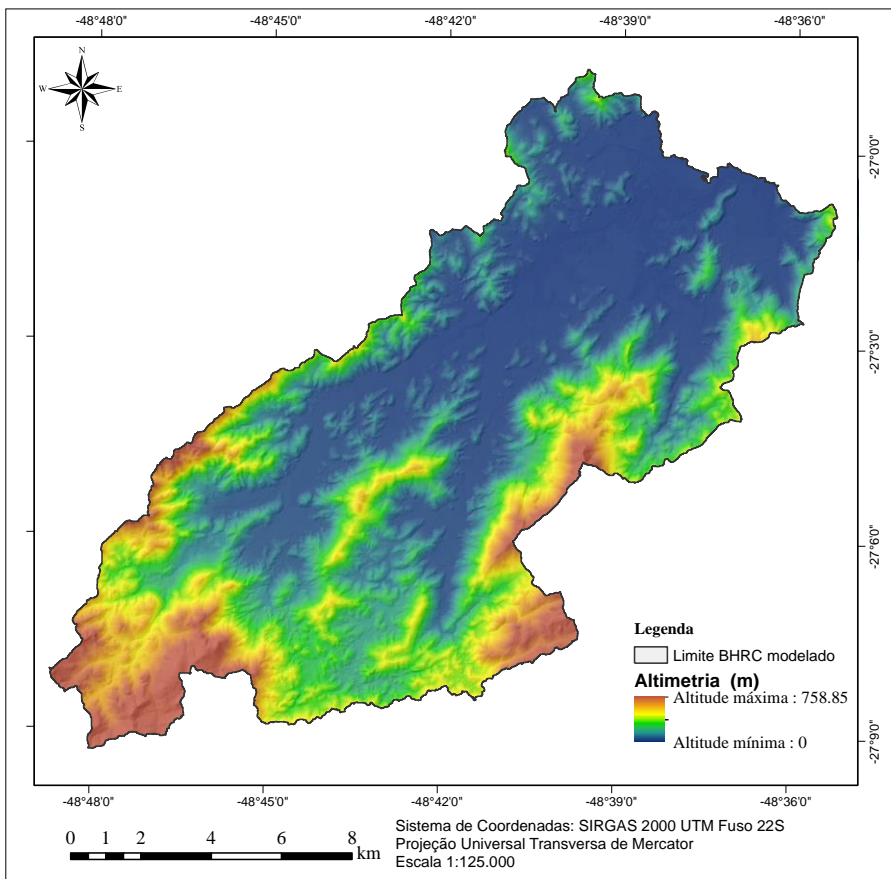 -48°48'0"
-48°45'0"
-48°42'0"
-48°39'0"
-48°36'0"
N
W
E
S
-27°0'0"
-27°3'0"
-27°6'0"
-27°9'0"
Legenda
Limite BHRC modelado
Altimetria (m)
Altitude máxima : 758.85
Altitude mínima : 0
-48°48'0"
-48°45'0"
-48°42'0"
-48°39'0"
-48°36'0"
0 1 2 4 6 8
km
Sistema de Coordenadas: SIRGAS 2000 UTM Fuso 22S
Projeção Universal Transversa de Mercator
Escala 1:125.000